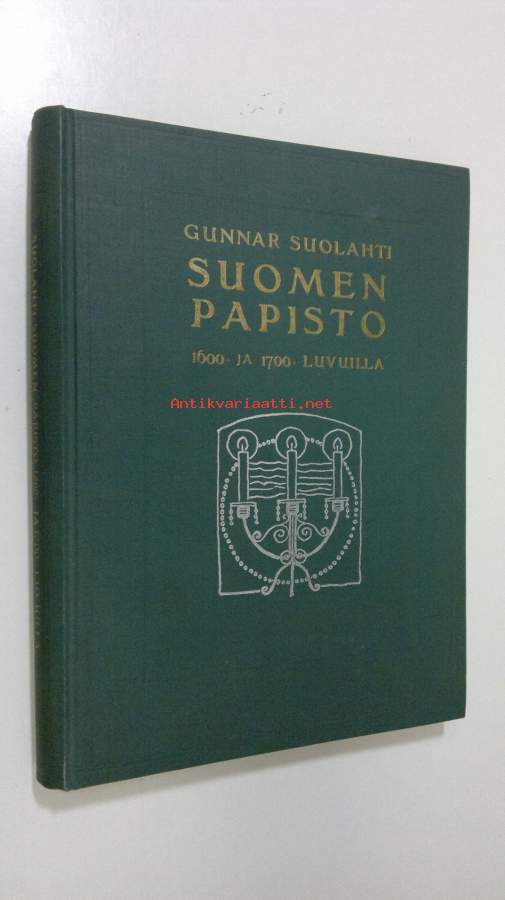 GUNNAR SUOLAHTI
SUOMEN
PAPISTO
1600- JA 1700- LUVUILLA
Antikvariaatti.net
SUOLAHTI SUOMEN PAPISTO 1600- JA 1700-LUVUILLA